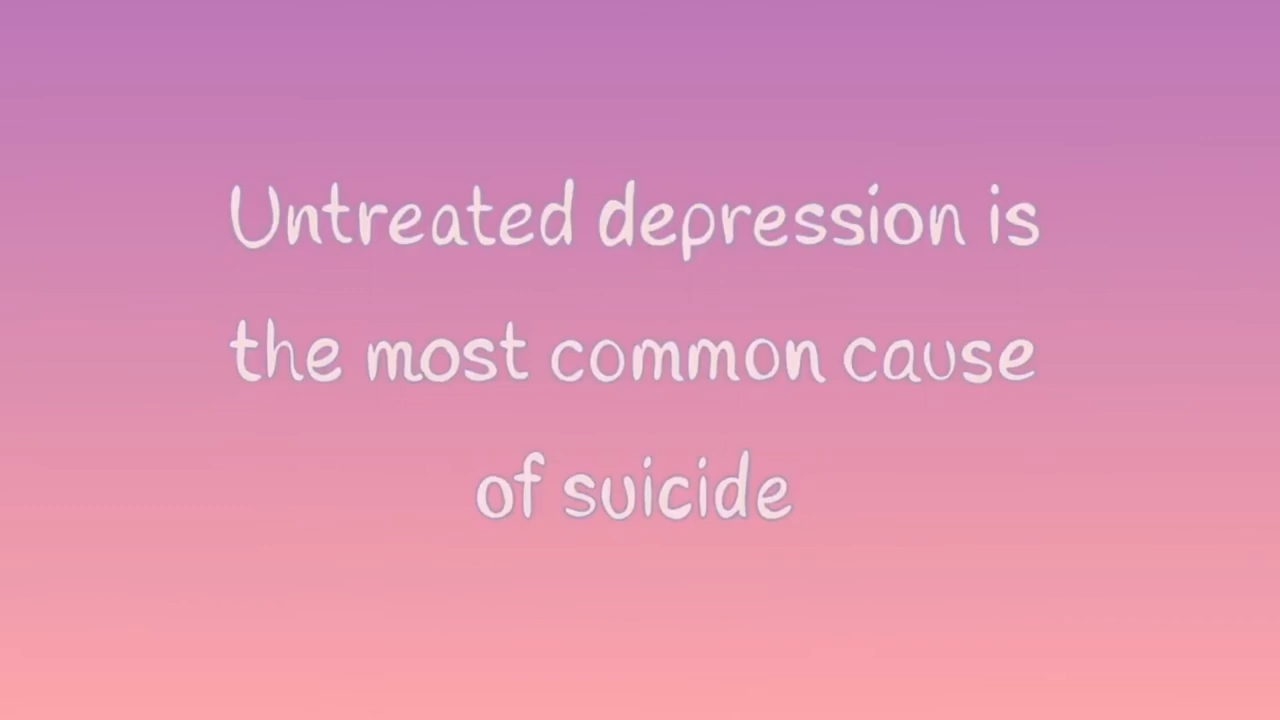 Untreated depression is
the most common cause
of suicide